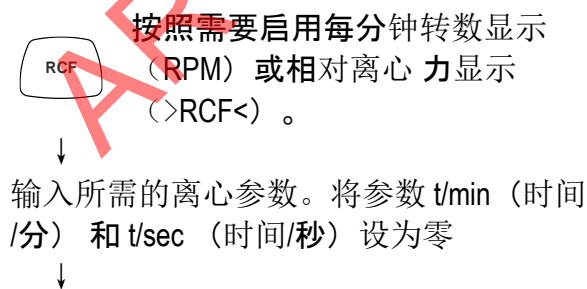 按照需要启用每分钟转数显示
RCF
（RPM）或相对离心 力显示
（>RCF<）。
↓
输入所需的离心参数。将参数 t/min（时间
/分） 和 t/sec （时间/秒）设为零
↓